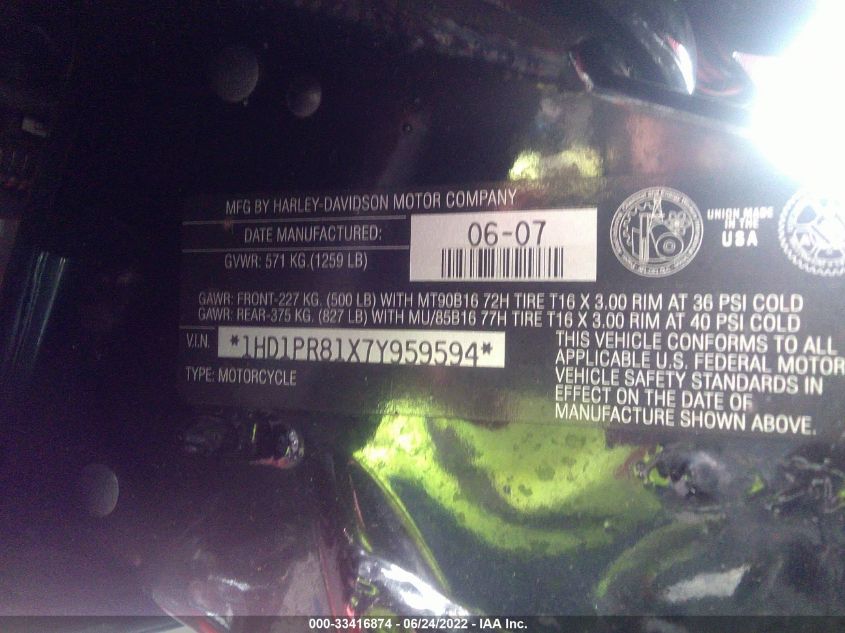 MFG BY HARLEY-DAVIDSON MOTOR COMPANY
DATE MANUFACTURED: 06-07
GVWR: 571 KG.(1259 LB)
UNION MADE
IN THE
USA
GAWR: FRONT-227 KG. (500 LB) WITH MT90B16 72H TIRE T16 X 3.00 RIM AT 36 PSI COLD
GAWR: REAR-375 KG. (827 LB) WITH MU/85B16 77H TIRE T16 X 3.00 RIM AT 40 PSI COLD
V.I.N. *1HD1PR81X7Y959594*
TYPE: MOTORCYCLE
THIS VEHICLE CONFORMS TO ALL
APPLICABLE U.S. FEDERAL MOTOR
VEHICLE SAFETY STANDARDS IN
EFFECT ON THE DATE OF
MANUFACTURE SHOWN ABOVE.
000-33416874 - 06/24/2022 - IAA Inc.